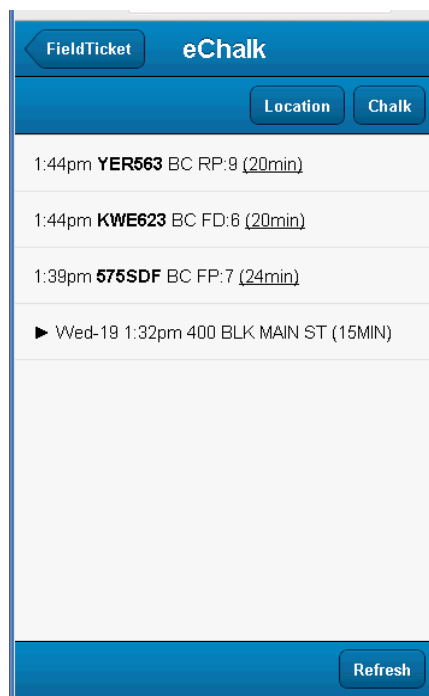 FieldTicket
eChalk
Location Chalk
1:44pm YER563 BC RP:9 (20min)
1:44pm KWE623 BC FD:6 (20min)
1:39pm 575SDF BC FP:7 (24min)
► Wed-19 1:32pm 400 BLK MAIN ST (15MIN)
Refresh